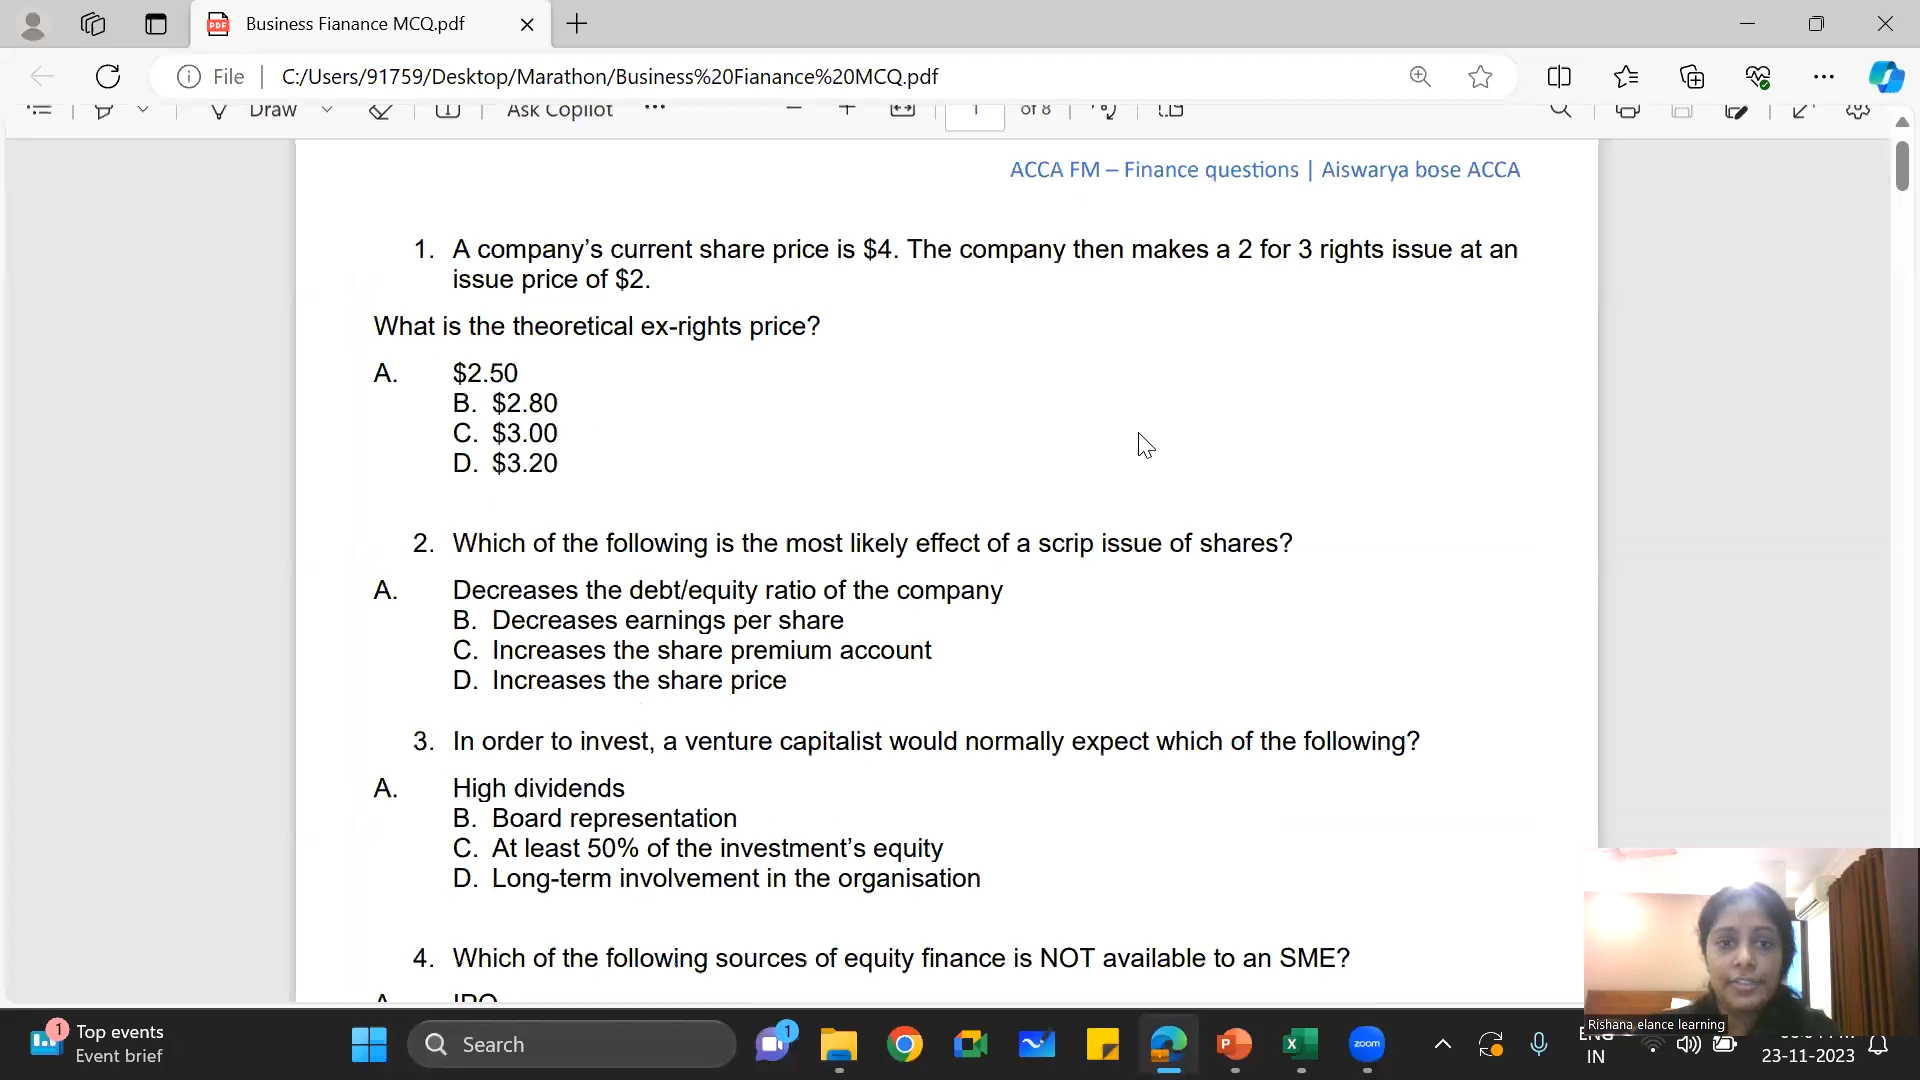 Business Fianance MCQ.pdf
File
C:/Users/91759/Desktop/Marathon/Business%20Fianance%20MCQ.pdf
Draw
Ask Copilot
1
of 8
ACCA FM – Finance questions | Aiswarya bose ACCA
1. A company’s current share price is $4. The company then makes a 2 for 3 rights issue at an
issue price of $2.
What is the theoretical ex-rights price?
A. $2.50
B. $2.80
C. $3.00
D. $3.20
2. Which of the following is the most likely effect of a scrip issue of shares?
A. Decreases the debt/equity ratio of the company
B. Decreases earnings per share
C. Increases the share premium account
D. Increases the share price
3. In order to invest, a venture capitalist would normally expect which of the following?
A. High dividends
B. Board representation
C. At least 50% of the investment’s equity
D. Long-term involvement in the organisation
4. Which of the following sources of equity finance is NOT available to an SME?
A. IPO
Rishana elance learning
1
Top events
Event brief
Search
1
zoom
ENG
IN
23-11-2023